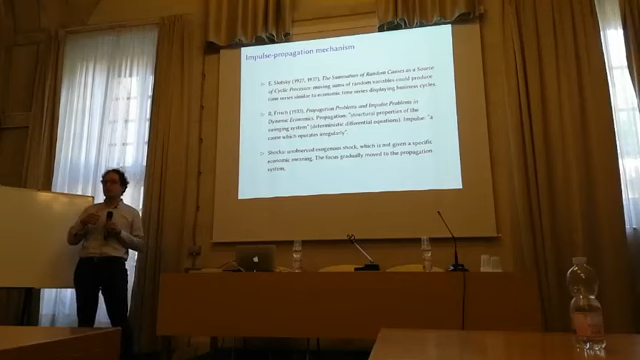 Impulse-propagation mechanism
E. Slutsky (1927, 1937), The Summation of Random Causes as a Source
of Cyclic Processes: moving sums of random variables could produce
time series similar to economic time series displaying business cycles.
R. Frisch (1933), Propagation Problems and Impulse Problems in
Dynamic Economics. Propagation: "structural properties of the
swinging system" (deterministic differential equations). Impulse "a
cause which operates irregularly".
Shocks: unobserved exogenous shock, which is not given a specific
economic meaning. The focus gradually moved to the propagation
system.